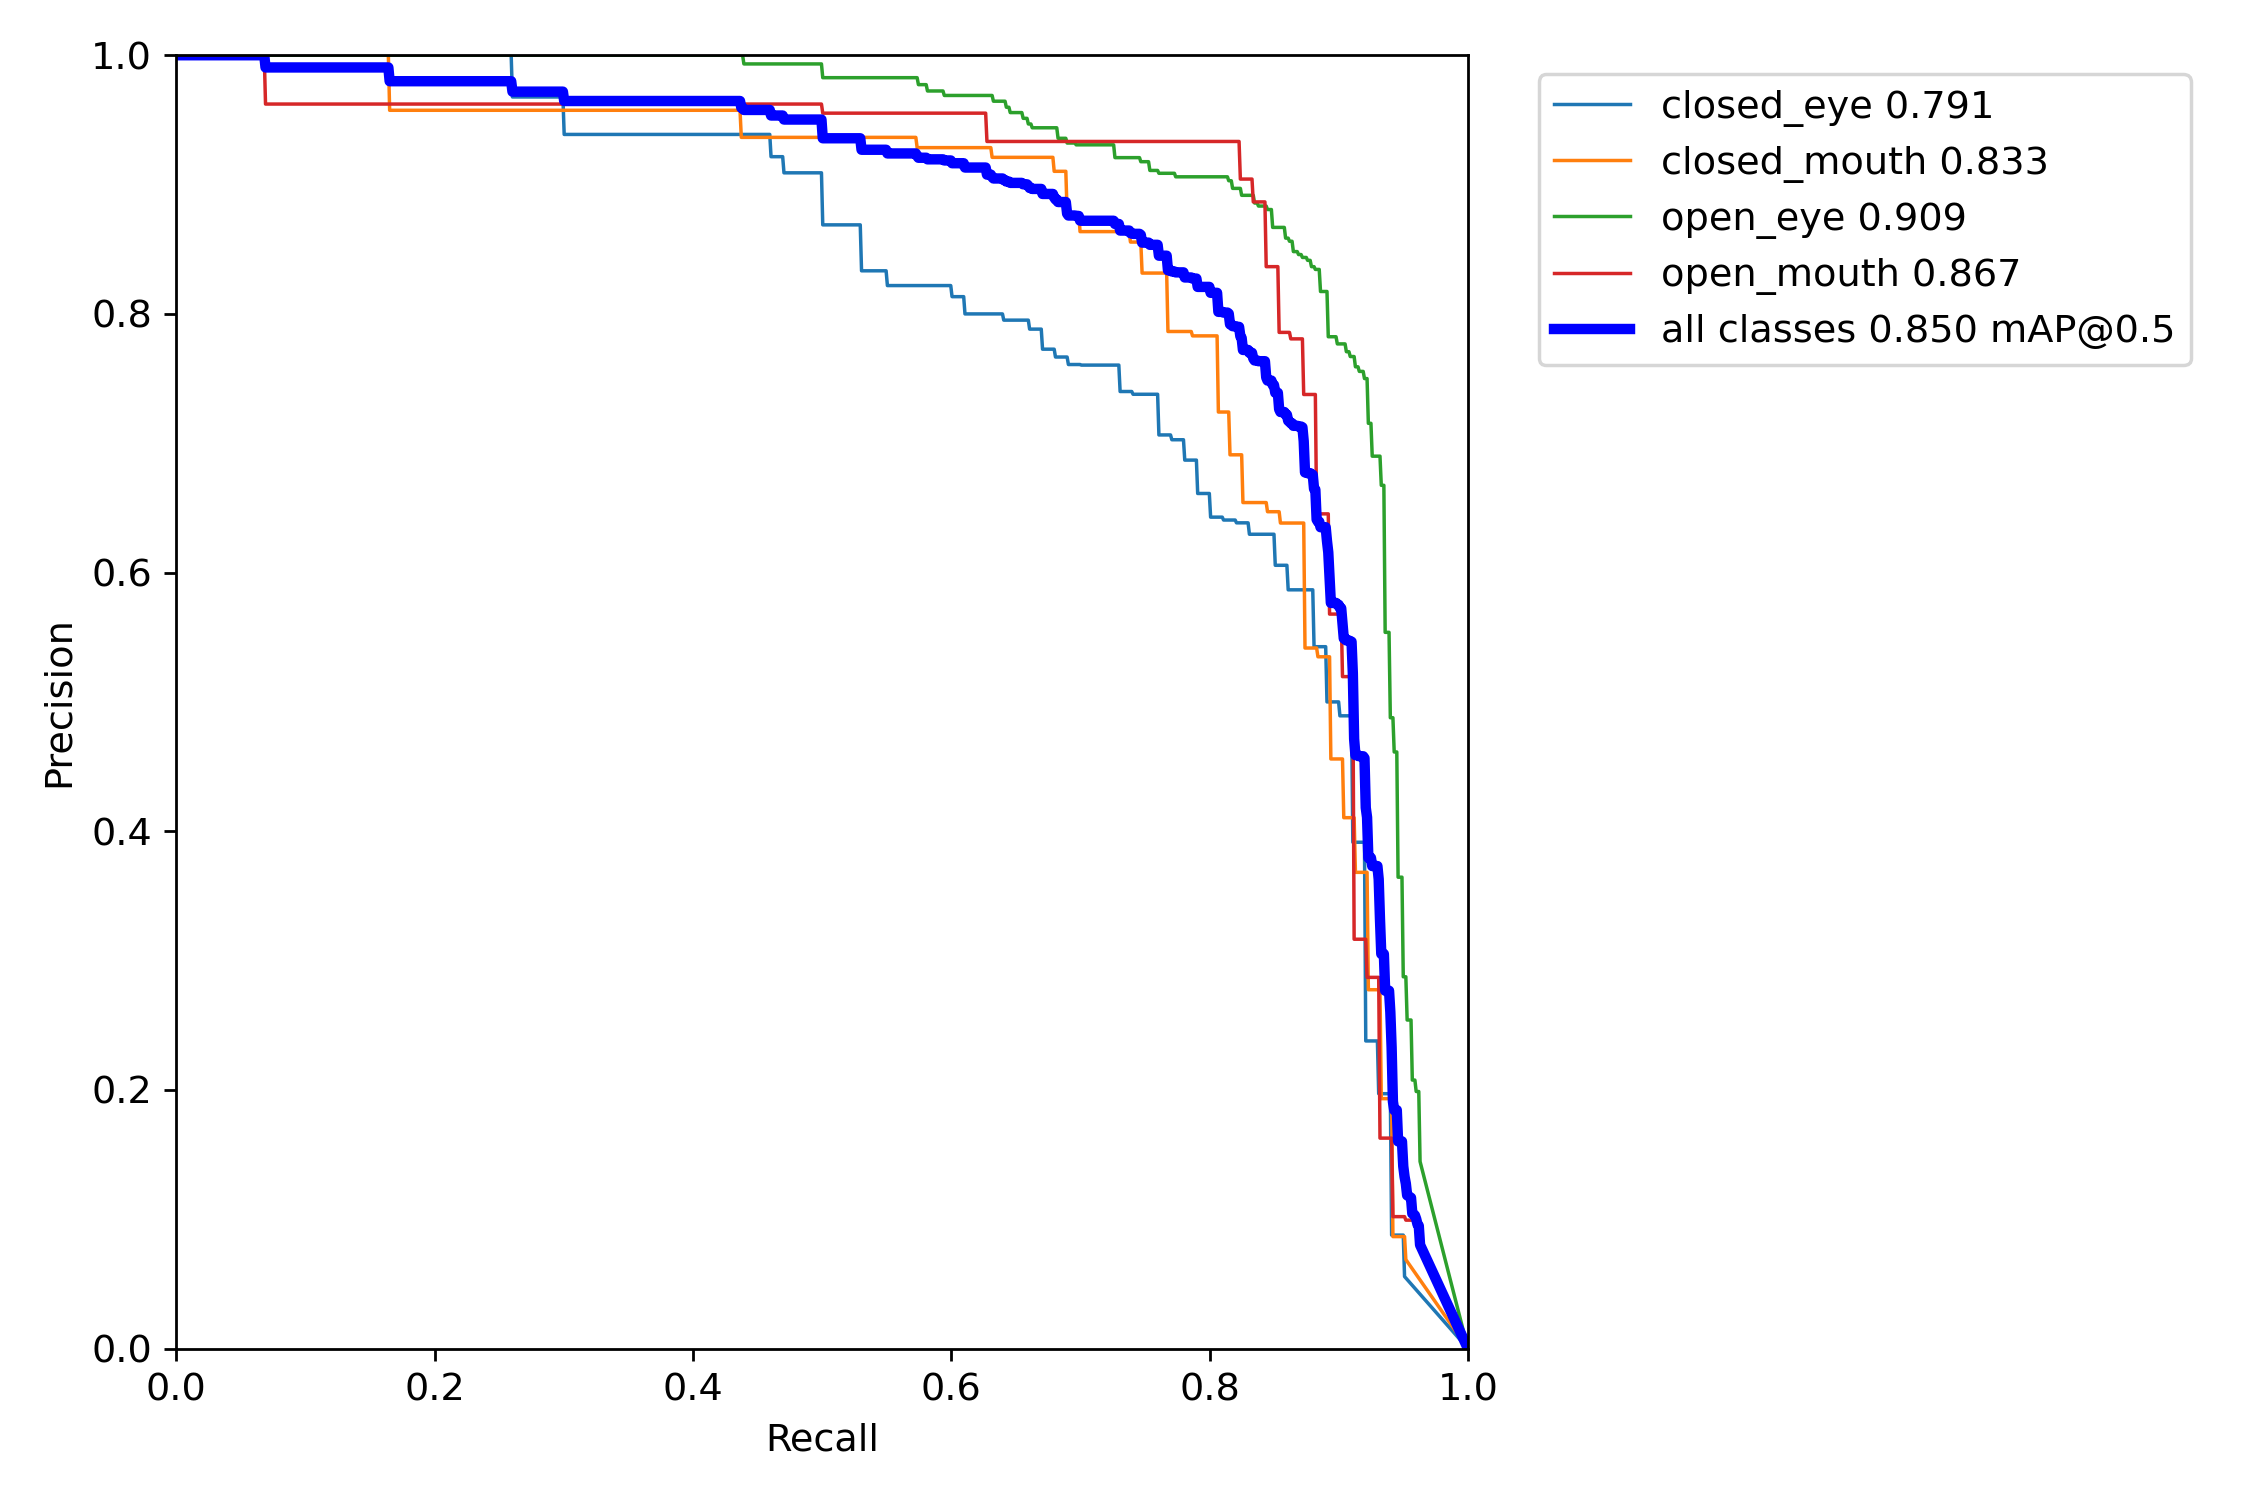 1.0
0.8
0.6
0.4
0.2
0.0
Precision
0.0 0.2 0.4 0.6 0.8 1.0
Recall
closed_eye 0.791
closed_mouth 0.833
open_eye 0.909
open_mouth 0.867
all classes 0.850 mAP@0.5